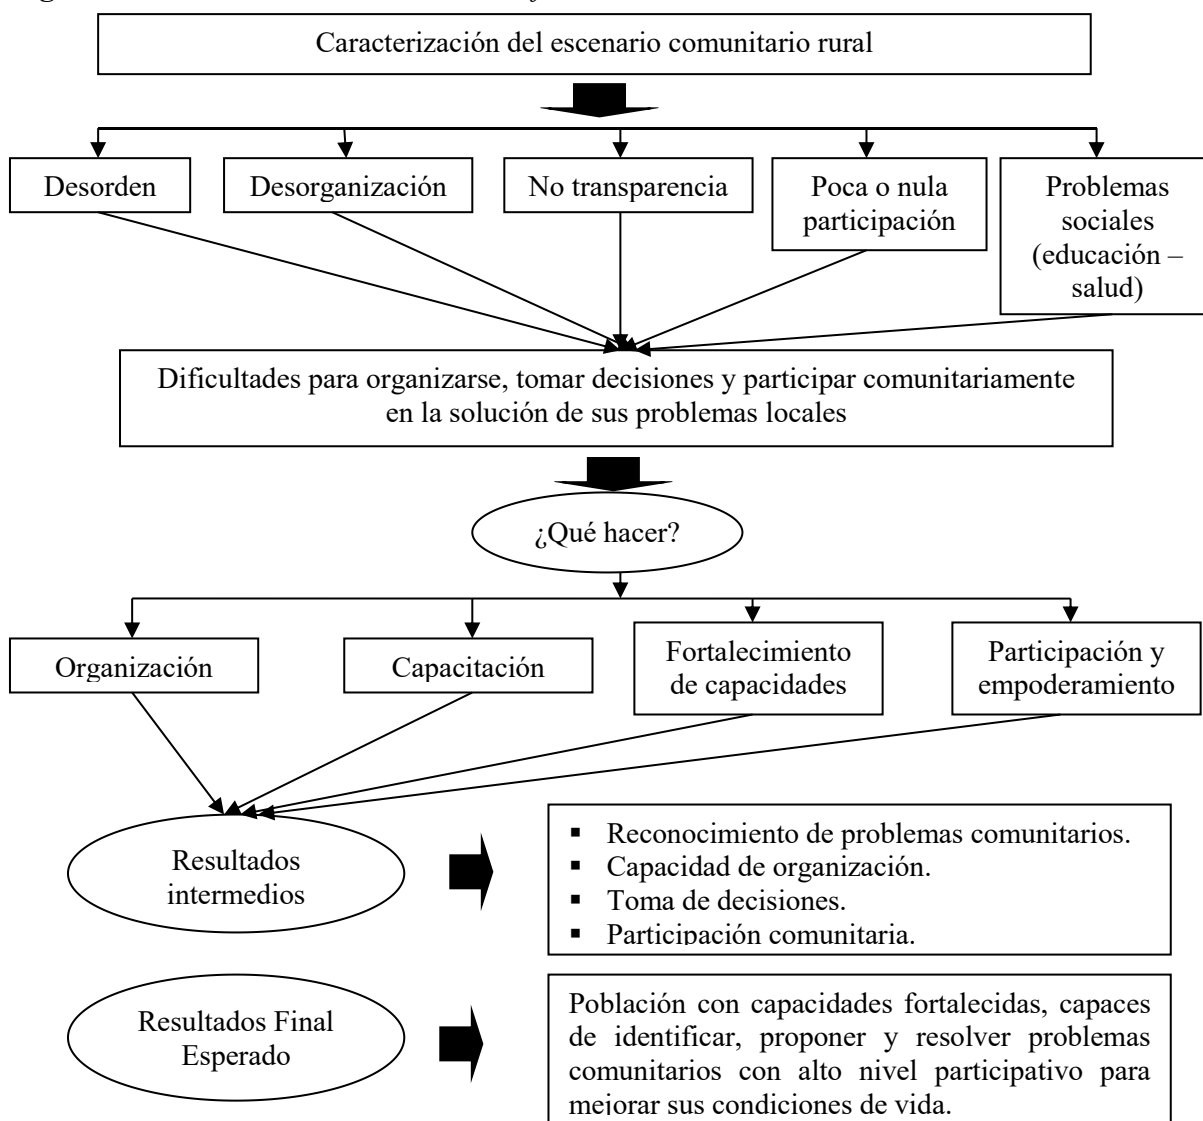 Caracterización del escenario comunitario rural
Desorden
Desorganización
No transparencia
Poca o nula
participación
Problemas
sociales
(educación –
salud)
Dificultades para organizarse, tomar decisiones y participar comunitariamente
en la solución de sus problemas locales
¿Qué hacer?
Organización
Capacitación
Fortalecimiento
de capacidades
Participación y
empoderamiento
Resultados
intermedios
▪ Reconocimiento de problemas comunitarios.
▪ Capacidad de organización.
▪ Toma de decisiones.
▪ Participación comunitaria.
Resultados Final
Esperado
Población con capacidades fortalecidas, capaces
de identificar, proponer y resolver problemas
comunitarios con alto nivel participativo para
mejorar sus condiciones de vida.